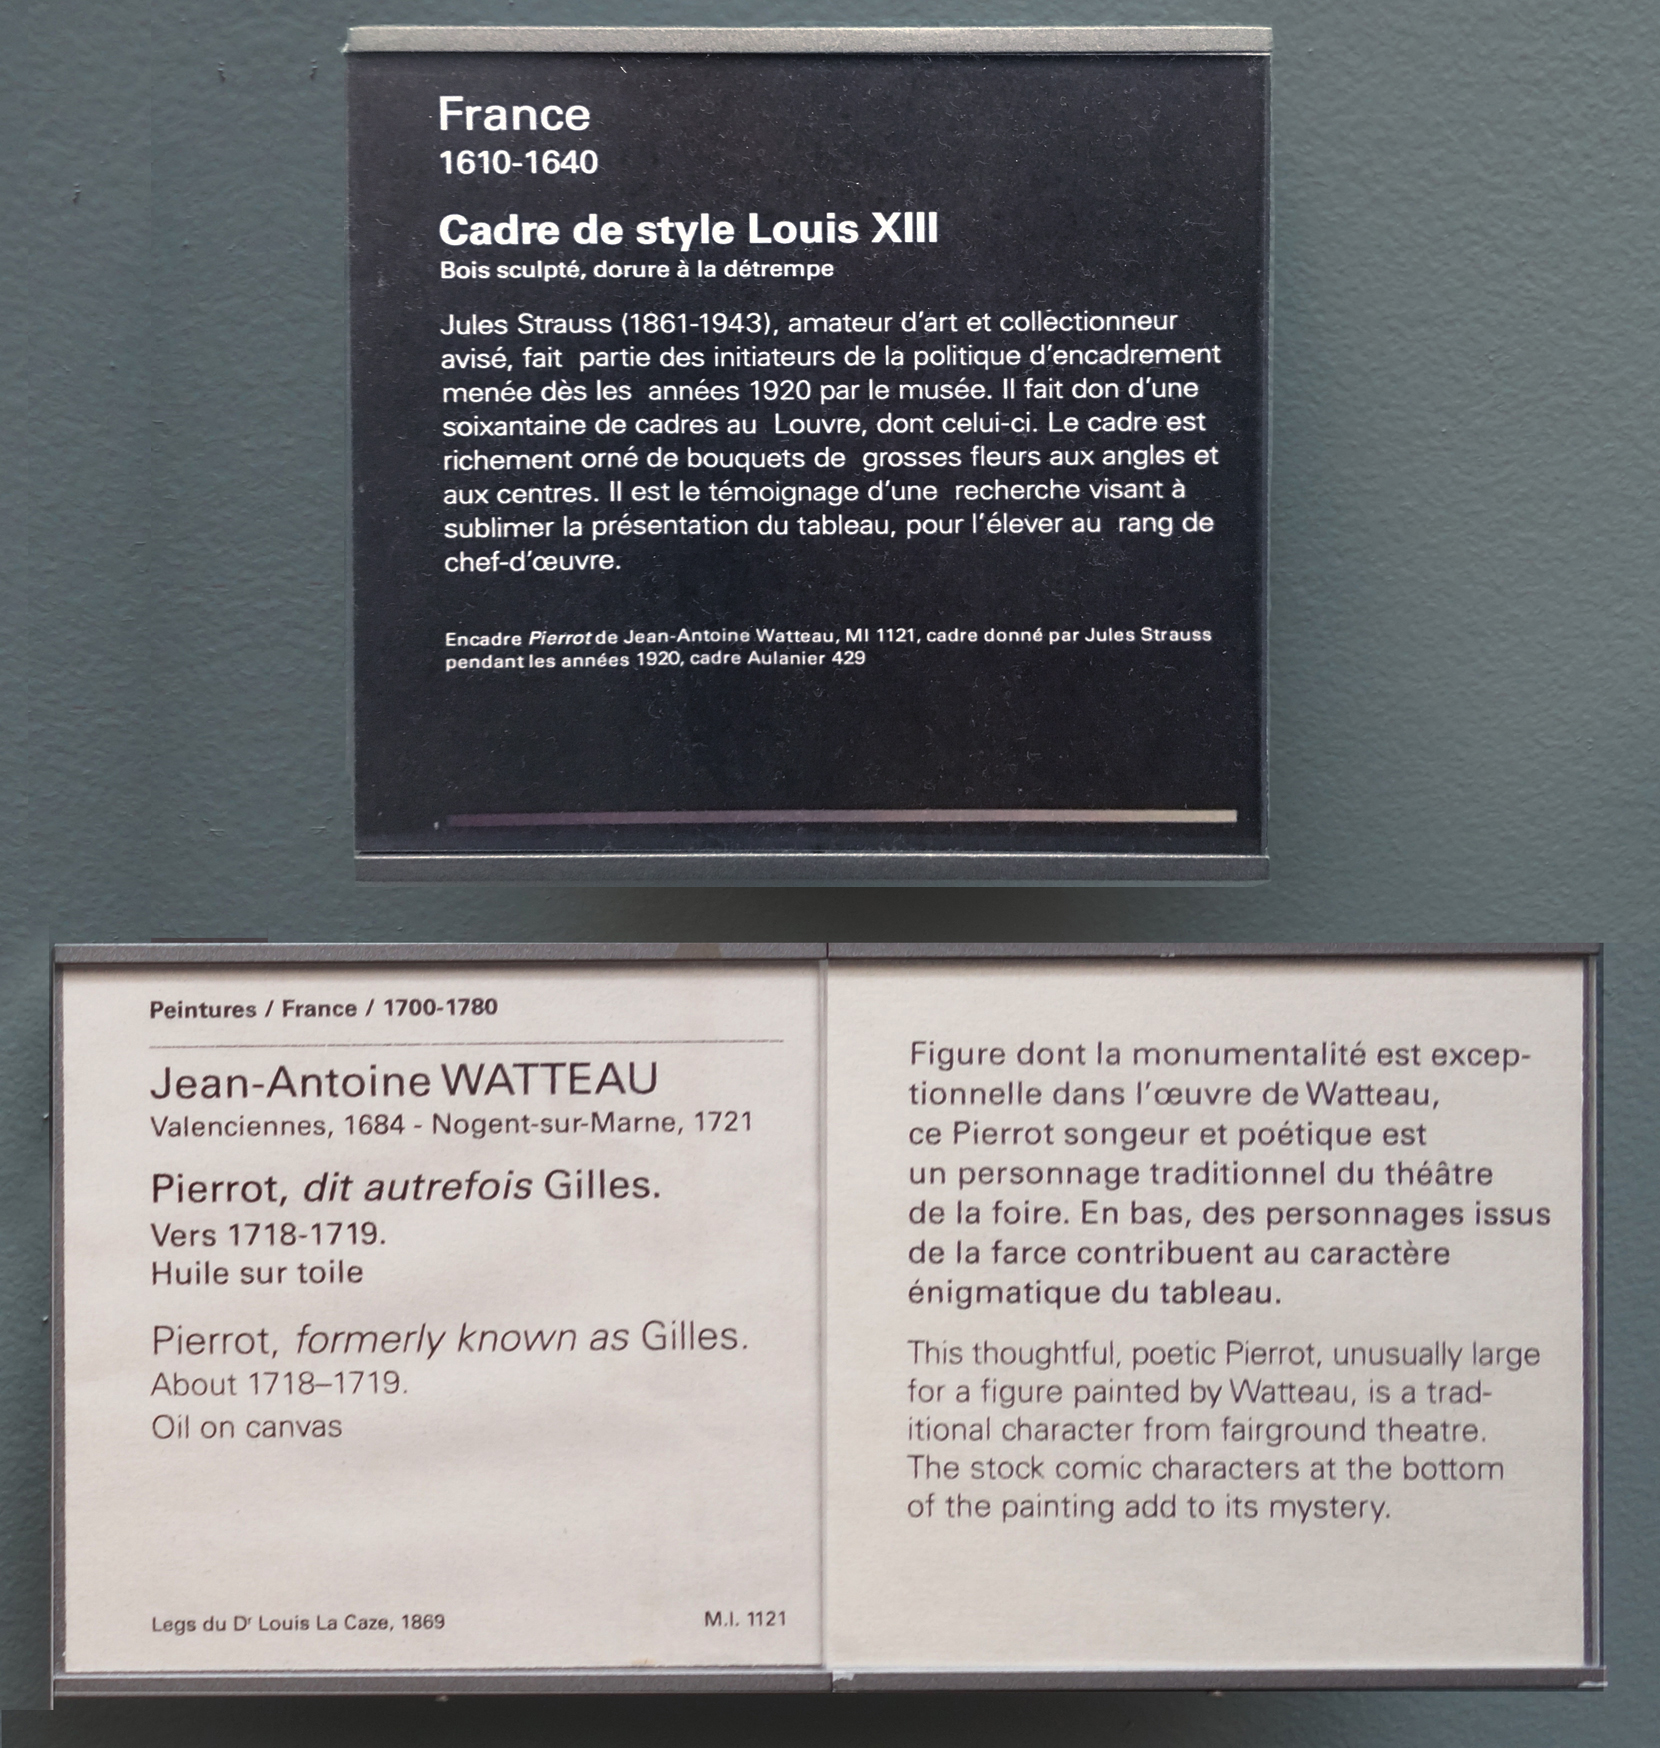 France
1610-1640
Cadre de style Louis XIII
Bois sculpté, dorure à la détrempe
Jules Strauss (1861-1943), amateur d'art et collectionneur
avisé, fait partie des initiateurs de la politique d'encadrement
menée dès les années 1920 par le musée. Il fait don d'une
soixantaine de cadres au Louvre, dont celui-ci. Le cadre est
richement orné de bouquets de grosses fleurs aux angles et
aux centres. Il est le témoignage d'une recherche visant à
sublimer la présentation du tableau, pour l'élever au rang de
chef-d'œuvre.
Encadre Pierrot de Jean-Antoine Watteau, MI 1121, cadre donné par Jules Strauss
pendant les années 1920, cadre Aulanier 429
Peintures / France / 1700-1780
Jean-Antoine WATTEAU
Valenciennes, 1684 - Nogent-sur-Marne, 1721
Pierrot, dit autrefois Gilles.
Vers 1718-1719.
Huile sur toile
Pierrot, formerly known as Gilles.
About 1718–1719.
Oil on canvas
Legs du Dr Louis La Caze, 1869
M.I. 1121
Figure dont la monumentalité est excep-
tionnelle dans l'œuvre de Watteau,
ce Pierrot songeur et poétique est
un personnage traditionnel du théâtre
de la foire. En bas, des personnages issus
de la farce contribuent au caractère
énigmatique du tableau.
This thoughtful, poetic Pierrot, unusually large
for a figure painted by Watteau, is a trad-
itional character from fairground theatre.
The stock comic characters at the bottom
of the painting add to its mystery.